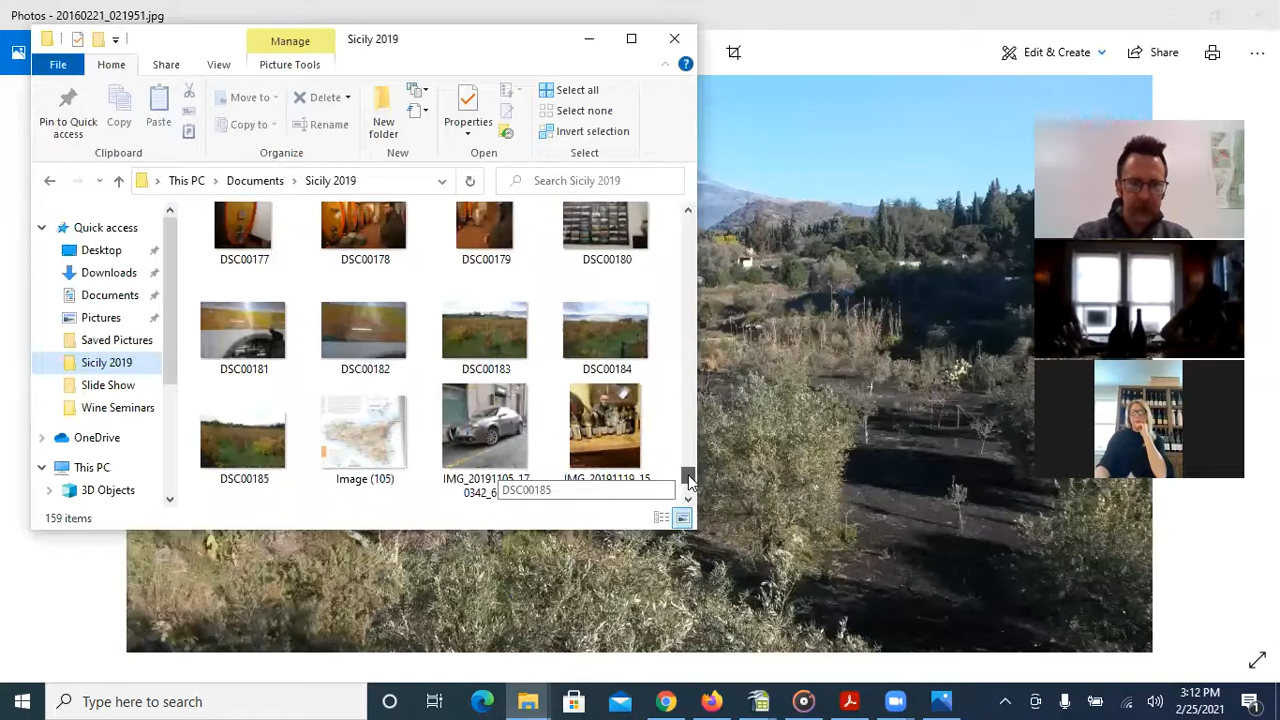 Photos - 20160221_021951.jpg
Manage
Sicily 2019
File
Home
Share
View
Picture Tools
Edit & Create
Share
Pin to Quick access
Copy
Paste
Move to
Copy to
Delete
Rename
New folder
Properties
Select all
Select none
Invert selection
Clipboard
Organize
New
Open
Select
This PC
Documents
Sicily 2019
Search Sicily 2019
Quick access
Desktop
Downloads
Documents
Pictures
Saved Pictures
Sicily 2019
Slide Show
Wine Seminars
OneDrive
This PC
3D Objects
DSC00177
DSC00178
DSC00179
DSC00180
DSC00181
DSC00182
DSC00183
DSC00184
DSC00185
Image (105)
IMG_20191105_17
0342_6
IMG_20191119_15
DSC00185
159 items
Type here to search
3:12 PM
2/25/2021
1